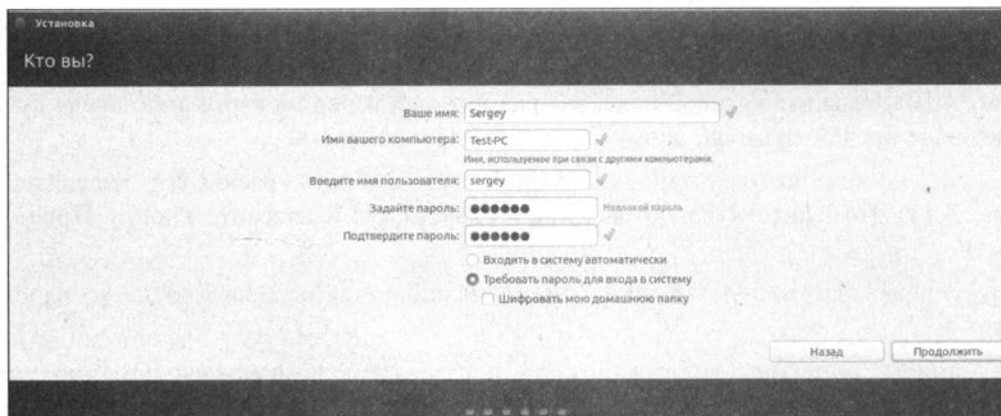 Установка
Кто вы?
Ваше имя: Sergey
Имя вашего компьютера: Test-PC
Имя, используемое при связи с другими компьютерами.
Введите имя пользователя: sergey
Задайте пароль: ●●●●●● Неплохой пароль
Подтвердите пароль: ●●●●●●
Входить в систему автоматически
Требовать пароль для входа в систему
Шифровать мою домашнюю папку
Назад Продолжить